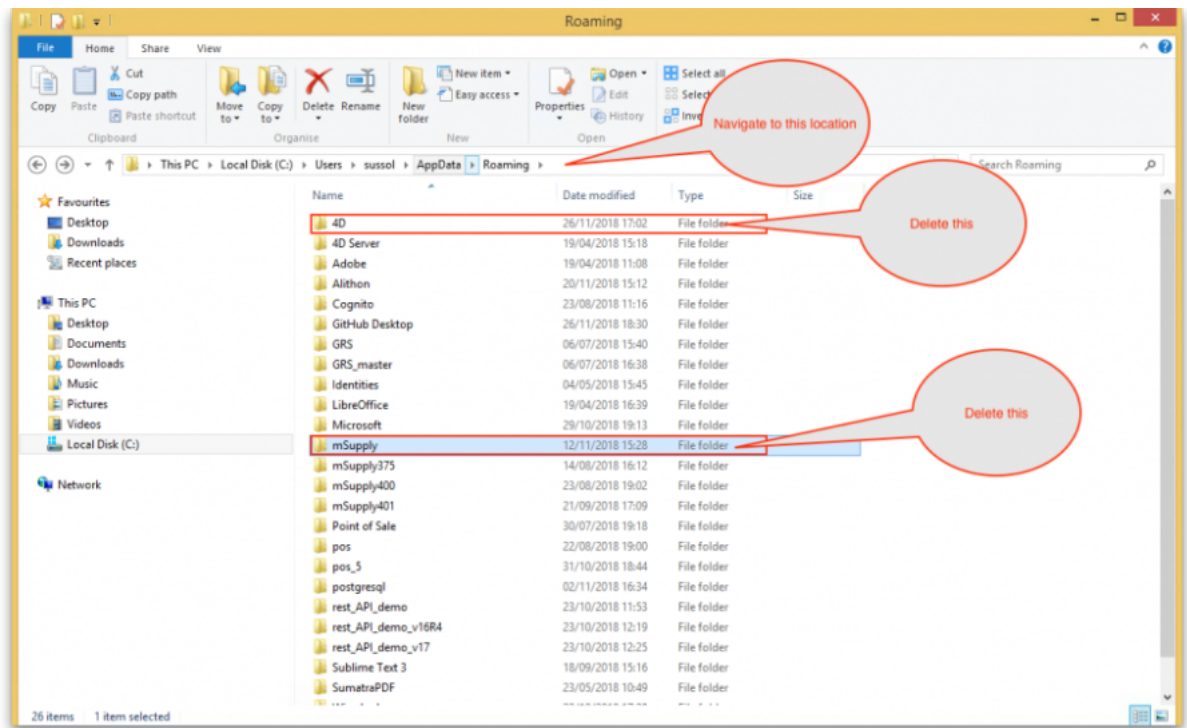 Roaming
File Home Share View
Copy
Paste
Cut
Copy path
Paste shortcut
Clipboard
Move to
Copy to
Delete
Rename
Organise
New folder
New item
Easy access
New
Properties
Open
Edit
History
Open
Select all
Navigate to this location
This PC Local Disk (C:) Users sussol AppData Roaming
Search Roaming
Favourites
Desktop
Downloads
Recent places
This PC
Desktop
Documents
Downloads
Music
Pictures
Videos
Local Disk (C:)
Network
Name Date modified Type Size
4D 26/11/2018 17:02 File folder
4D Server 19/04/2018 15:18 File folder
Adobe 19/04/2018 11:08 File folder
Alithon 20/11/2018 15:12 File folder
Cognito 23/08/2018 11:16 File folder
GitHub Desktop 26/11/2018 18:30 File folder
GRS 06/07/2018 15:40 File folder
GRS_master 06/07/2018 16:38 File folder
Identities 04/05/2018 15:45 File folder
LibreOffice 19/04/2018 16:39 File folder
Microsoft 29/10/2018 19:13 File folder
mSupply 12/11/2018 15:28 File folder
mSupply375 14/08/2018 16:12 File folder
mSupply400 23/08/2018 19:02 File folder
mSupply401 21/09/2018 17:09 File folder
Point of Sale 30/07/2018 19:18 File folder
pos 22/08/2018 19:00 File folder
pos_5 31/10/2018 18:44 File folder
postgresql 02/11/2018 16:34 File folder
rest_API_demo 23/10/2018 11:53 File folder
rest_API_demo_v16R4 23/10/2018 12:19 File folder
rest_API_demo_v17 23/10/2018 12:25 File folder
Sublime Text 3 18/09/2018 15:16 File folder
SumatraPDF 23/05/2018 10:49 File folder
Delete this
Delete this
26 items 1 item selected